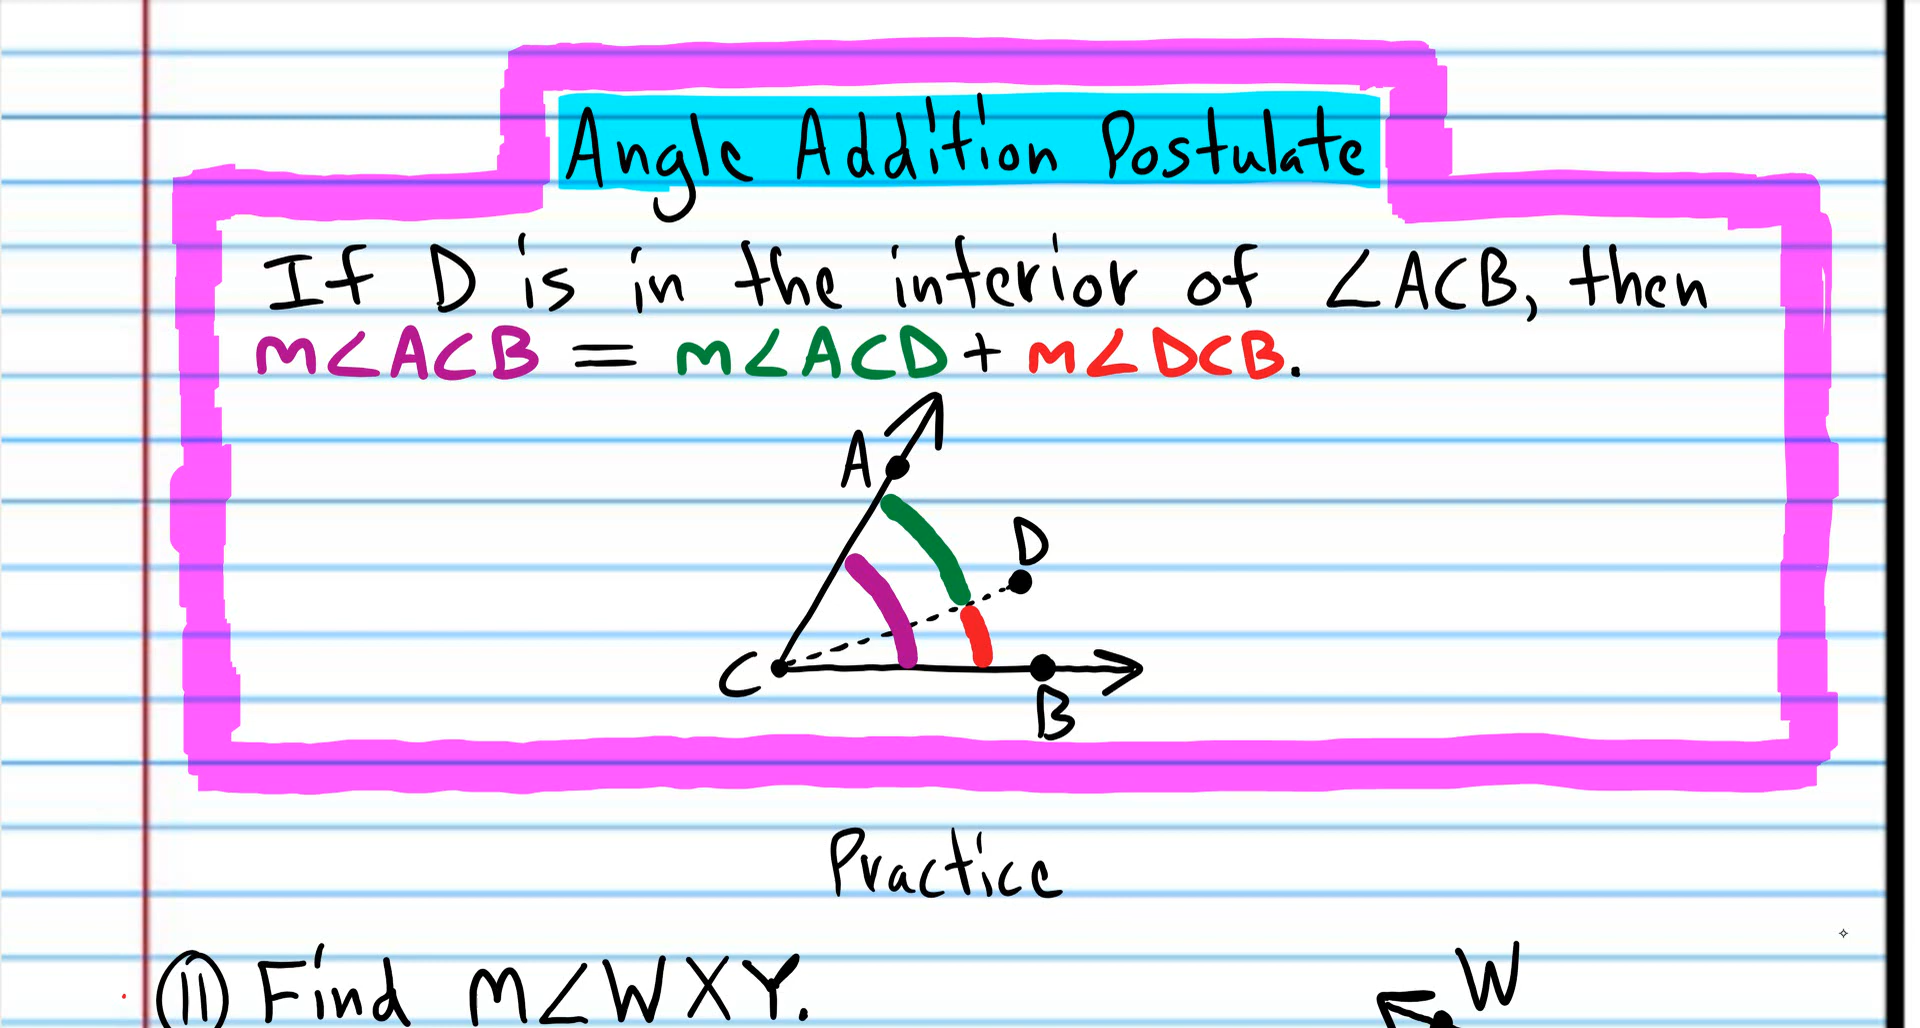 Angle Addition Postulate
If D is in the interior of ∠ACB, then
m∠ACB = m∠ACD + m∠DCB.
A
D
C
B
Practice
⑪ Find m∠WXY.
W